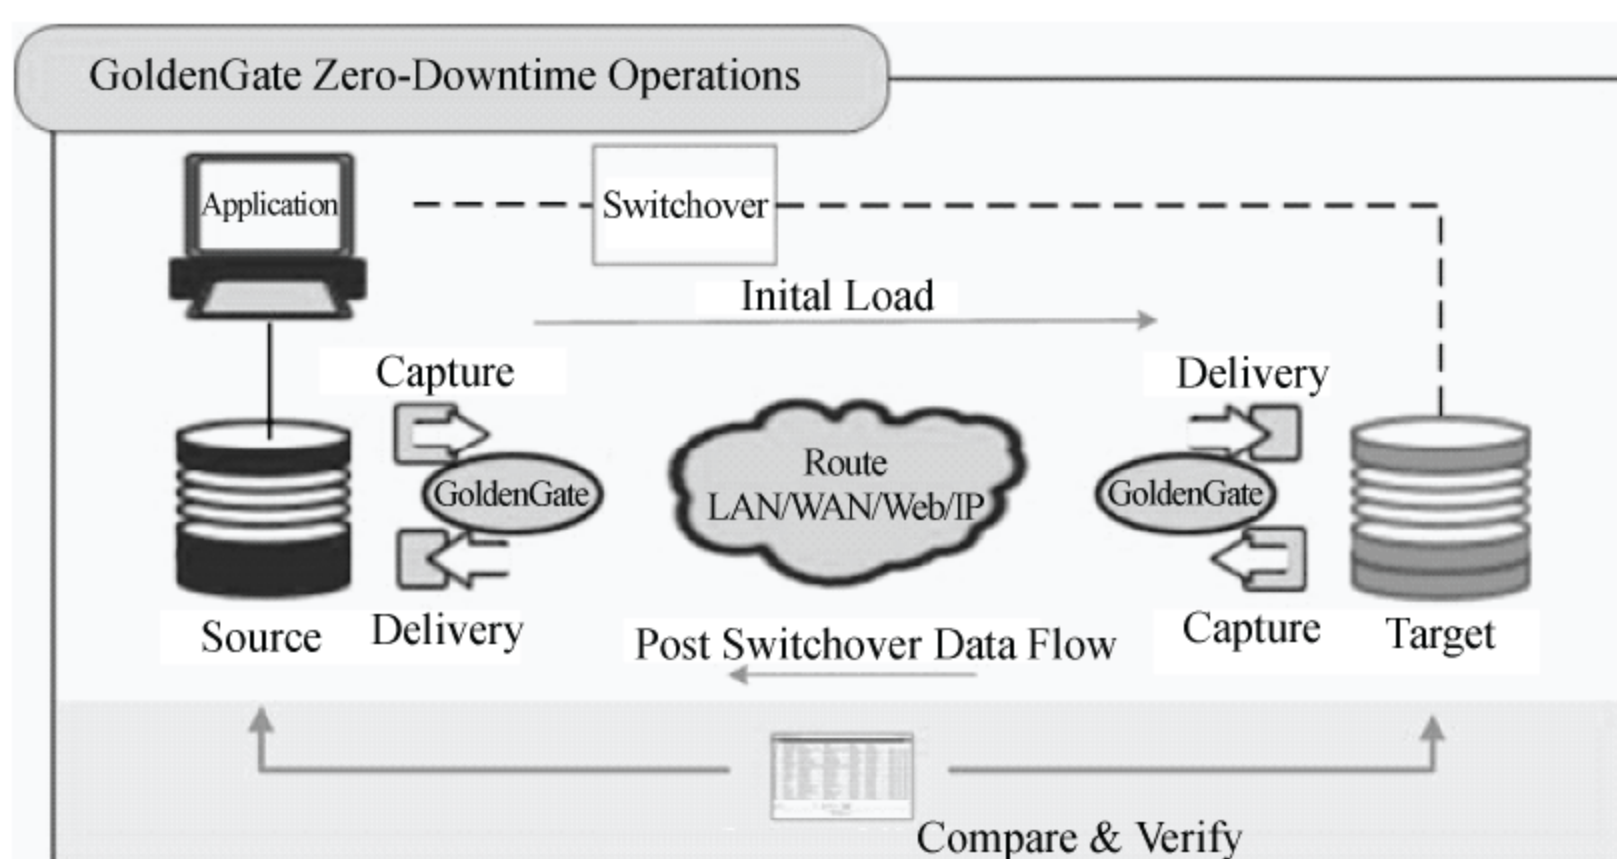 GoldenGate Zero-Downtime Operations
Application
Switchover
Inital Load
Capture
Delivery
Route
LAN/WAN/Web/IP
GoldenGate
GoldenGate
Source
Delivery
Post Switchover Data Flow
Capture
Target
Compare & Verify